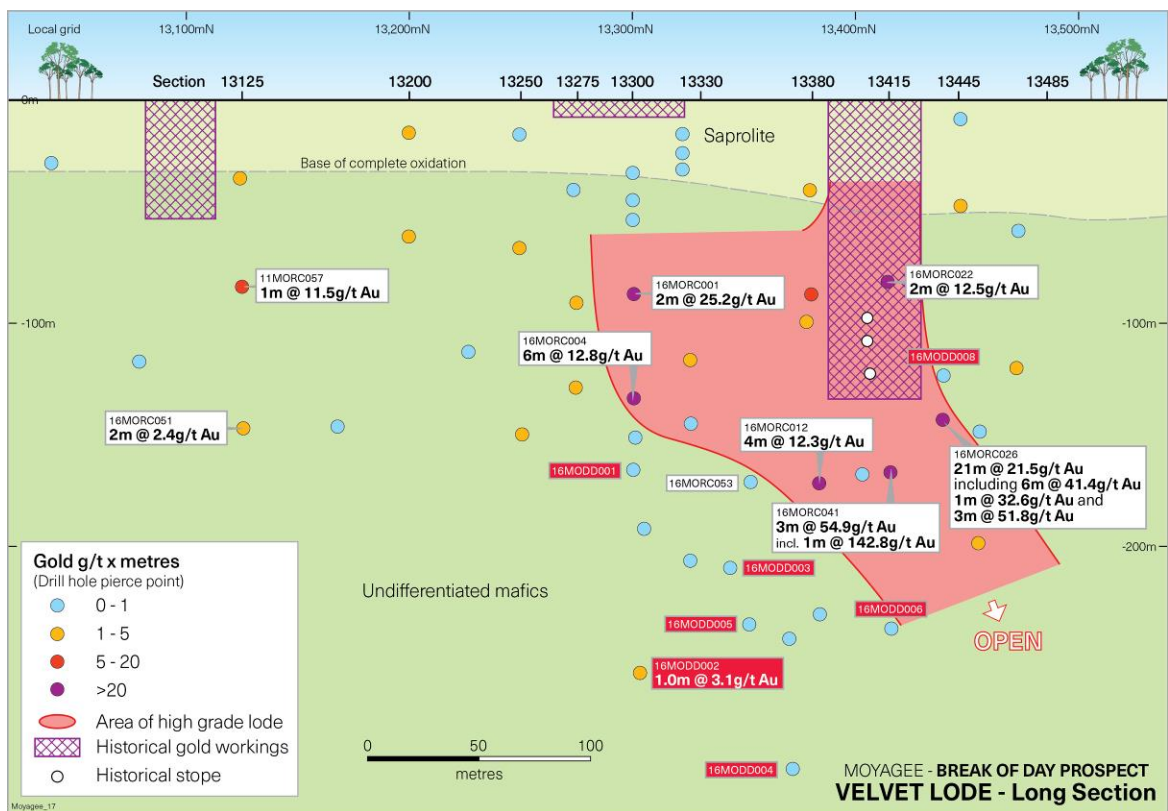 Local grid
13,100mN
13,200mN
13,300mN
13,400mN
13,500mN
Section
13125
13200
13250
13275
13300
13330
13380
13415
13445
13485
0m
Saprolite
Base of complete oxidation
11MORC057
1m @ 11.5g/t Au
16MORC001
2m @ 25.2g/t Au
16MORC022
2m @ 12.5g/t Au
-100m
-100m
16MORC004
6m @ 12.8g/t Au
16MODD008
16MORC051
2m @ 2.4g/t Au
16MORC012
4m @ 12.3g/t Au
16MORC026
21m @ 21.5g/t Au
including 6m @ 41.4g/t Au
1m @ 32.6g/t Au and
3m @ 51.8g/t Au
16MODD001
16MORC053
16MORC041
3m @ 54.9g/t Au
incl. 1m @ 142.8g/t Au
-200m
-200m
16MODD003
Undifferentiated mafics
16MODD006
16MODD005
OPEN
16MODD002
1.0m @ 3.1g/t Au
16MODD004
Gold g/t x metres
(Drill hole pierce point)
0 - 1
1 - 5
5 - 20
>20
Area of high grade lode
Historical gold workings
Historical stope
0
50
100
metres
MOYAGEE - BREAK OF DAY PROSPECT
VELVET LODE - Long Section
Moyagee_17